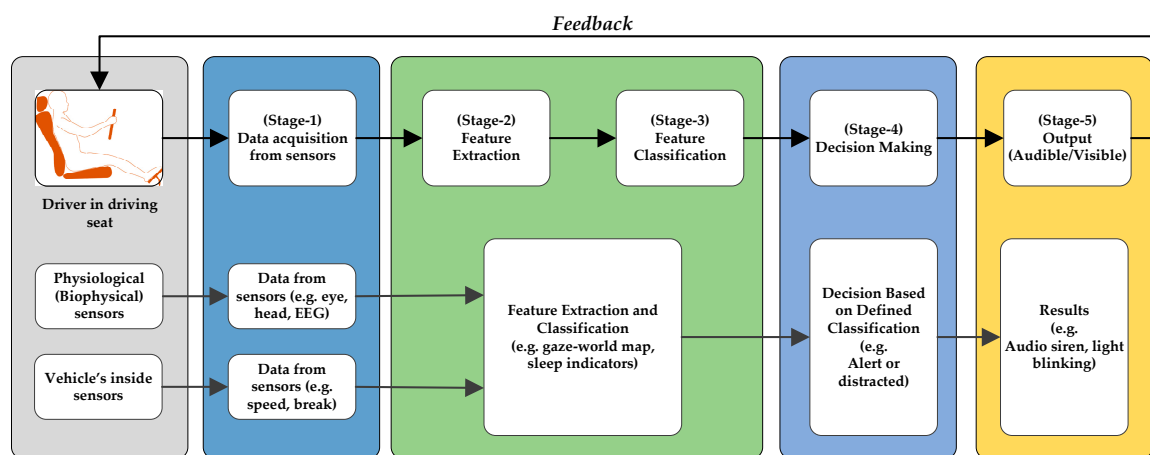 Feedback
Driver in driving
seat
(Stage-1)
Data acquisition
from sensors
(Stage-2)
Feature
Extraction
(Stage-3)
Feature
Classification
(Stage-4)
Decision Making
(Stage-5)
Output
(Audible/Visible)
Physiological
(Biophysical)
sensors
Data from
sensors (e.g. eye,
head, EEG)
Vehicle's inside
sensors
Data from
sensors (e.g.
speed, break)
Feature Extraction and
Classification
(e.g. gaze-world map,
sleep indicators)
Decision Based
on Defined
Classification
(e.g.
Alert or
distracted)
Results
(e.g.
Audio siren, light
blinking)